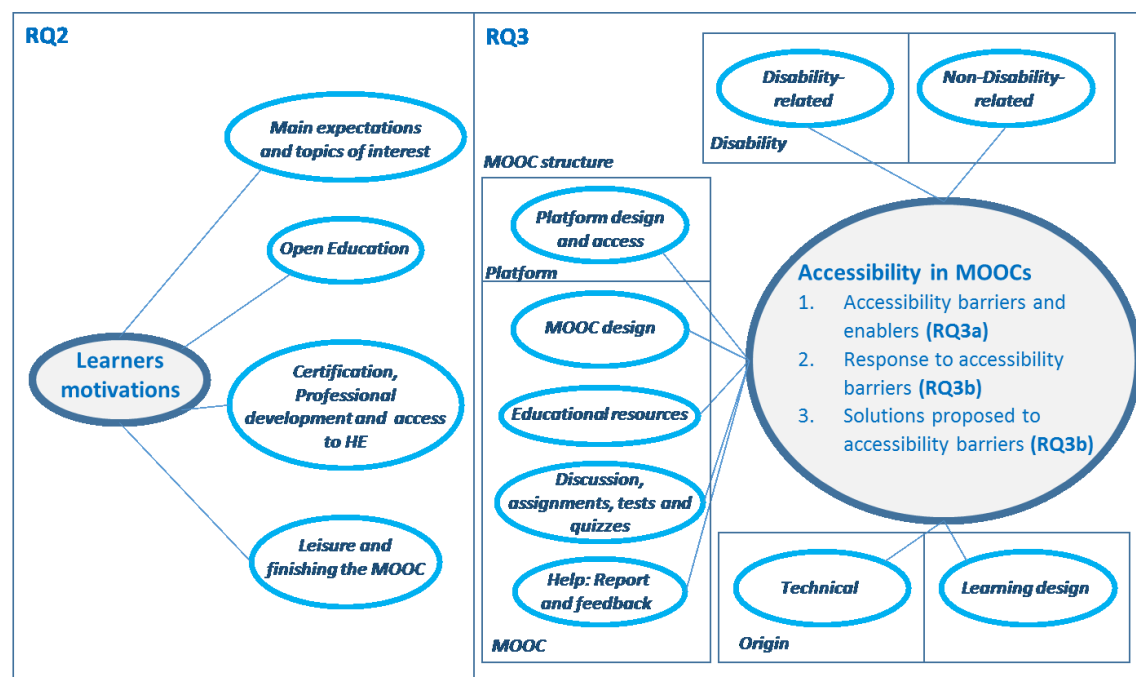 RQ2
Main expectations
and topics of interest
Open Education
Learners
motivations
Certification,
Professional
development and access
to HE
Leisure and
finishing the MOOC
RQ3
Disability-
related
Non-Disability-
related
Disability
MOOC structure
Platform design
and access
Platform
MOOC design
Educational resources
Discussion,
assignments, tests and
quizzes
Help: Report
and feedback
MOOC
Accessibility in MOOCs
1. Accessibility barriers and
enablers (RQ3a)
2. Response to accessibility
barriers (RQ3b)
3. Solutions proposed to
accessibility barriers (RQ3b)
Technical
Learning design
Origin